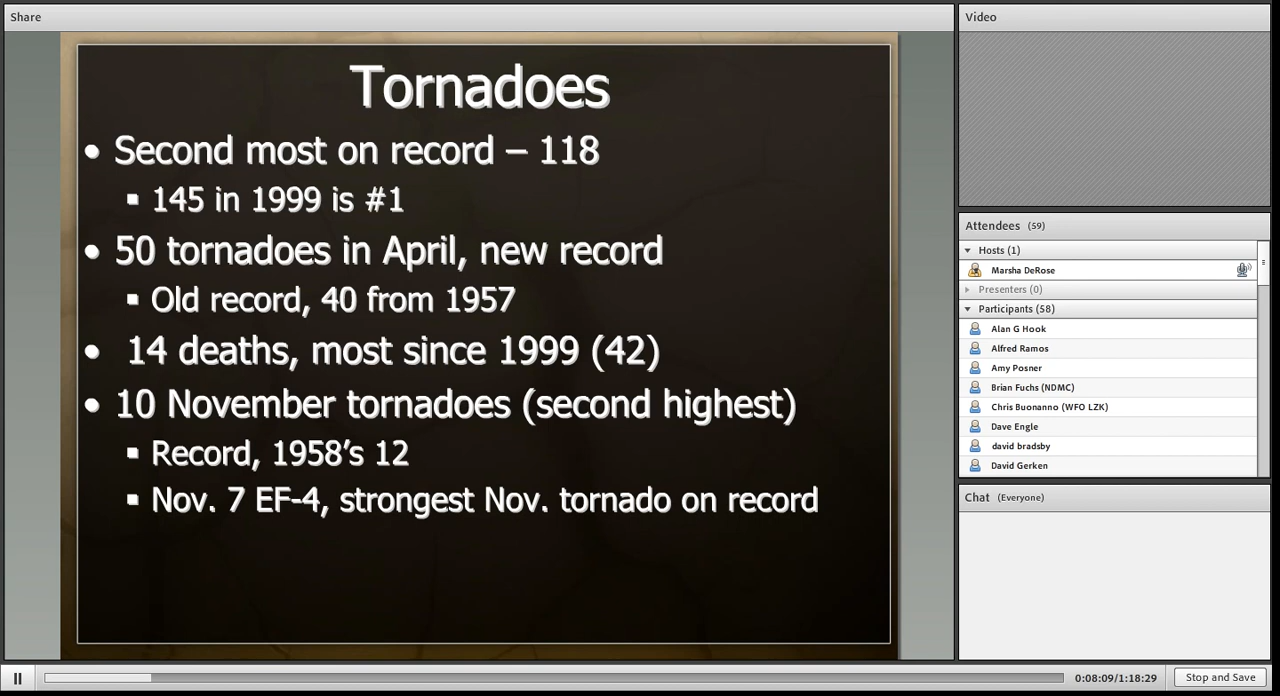 Share
Tornadoes
• Second most on record – 118
▪ 145 in 1999 is #1
• 50 tornadoes in April, new record
▪ Old record, 40 from 1957
• 14 deaths, most since 1999 (42)
• 10 November tornadoes (second highest)
▪ Record, 1958’s 12
▪ Nov. 7 EF-4, strongest Nov. tornado on record
Video
Attendees (59)
Hosts (1)
Marsha DeRose
Presenters (0)
Participants (58)
Alan G Hook
Alfred Ramos
Amy Posner
Brian Fuchs (NDMC)
Chris Buonanno (WFO LZK)
Dave Engle
david bradsby
David Gerken
Chat (Everyone)
0:08:09/1:18:29
Stop and Save